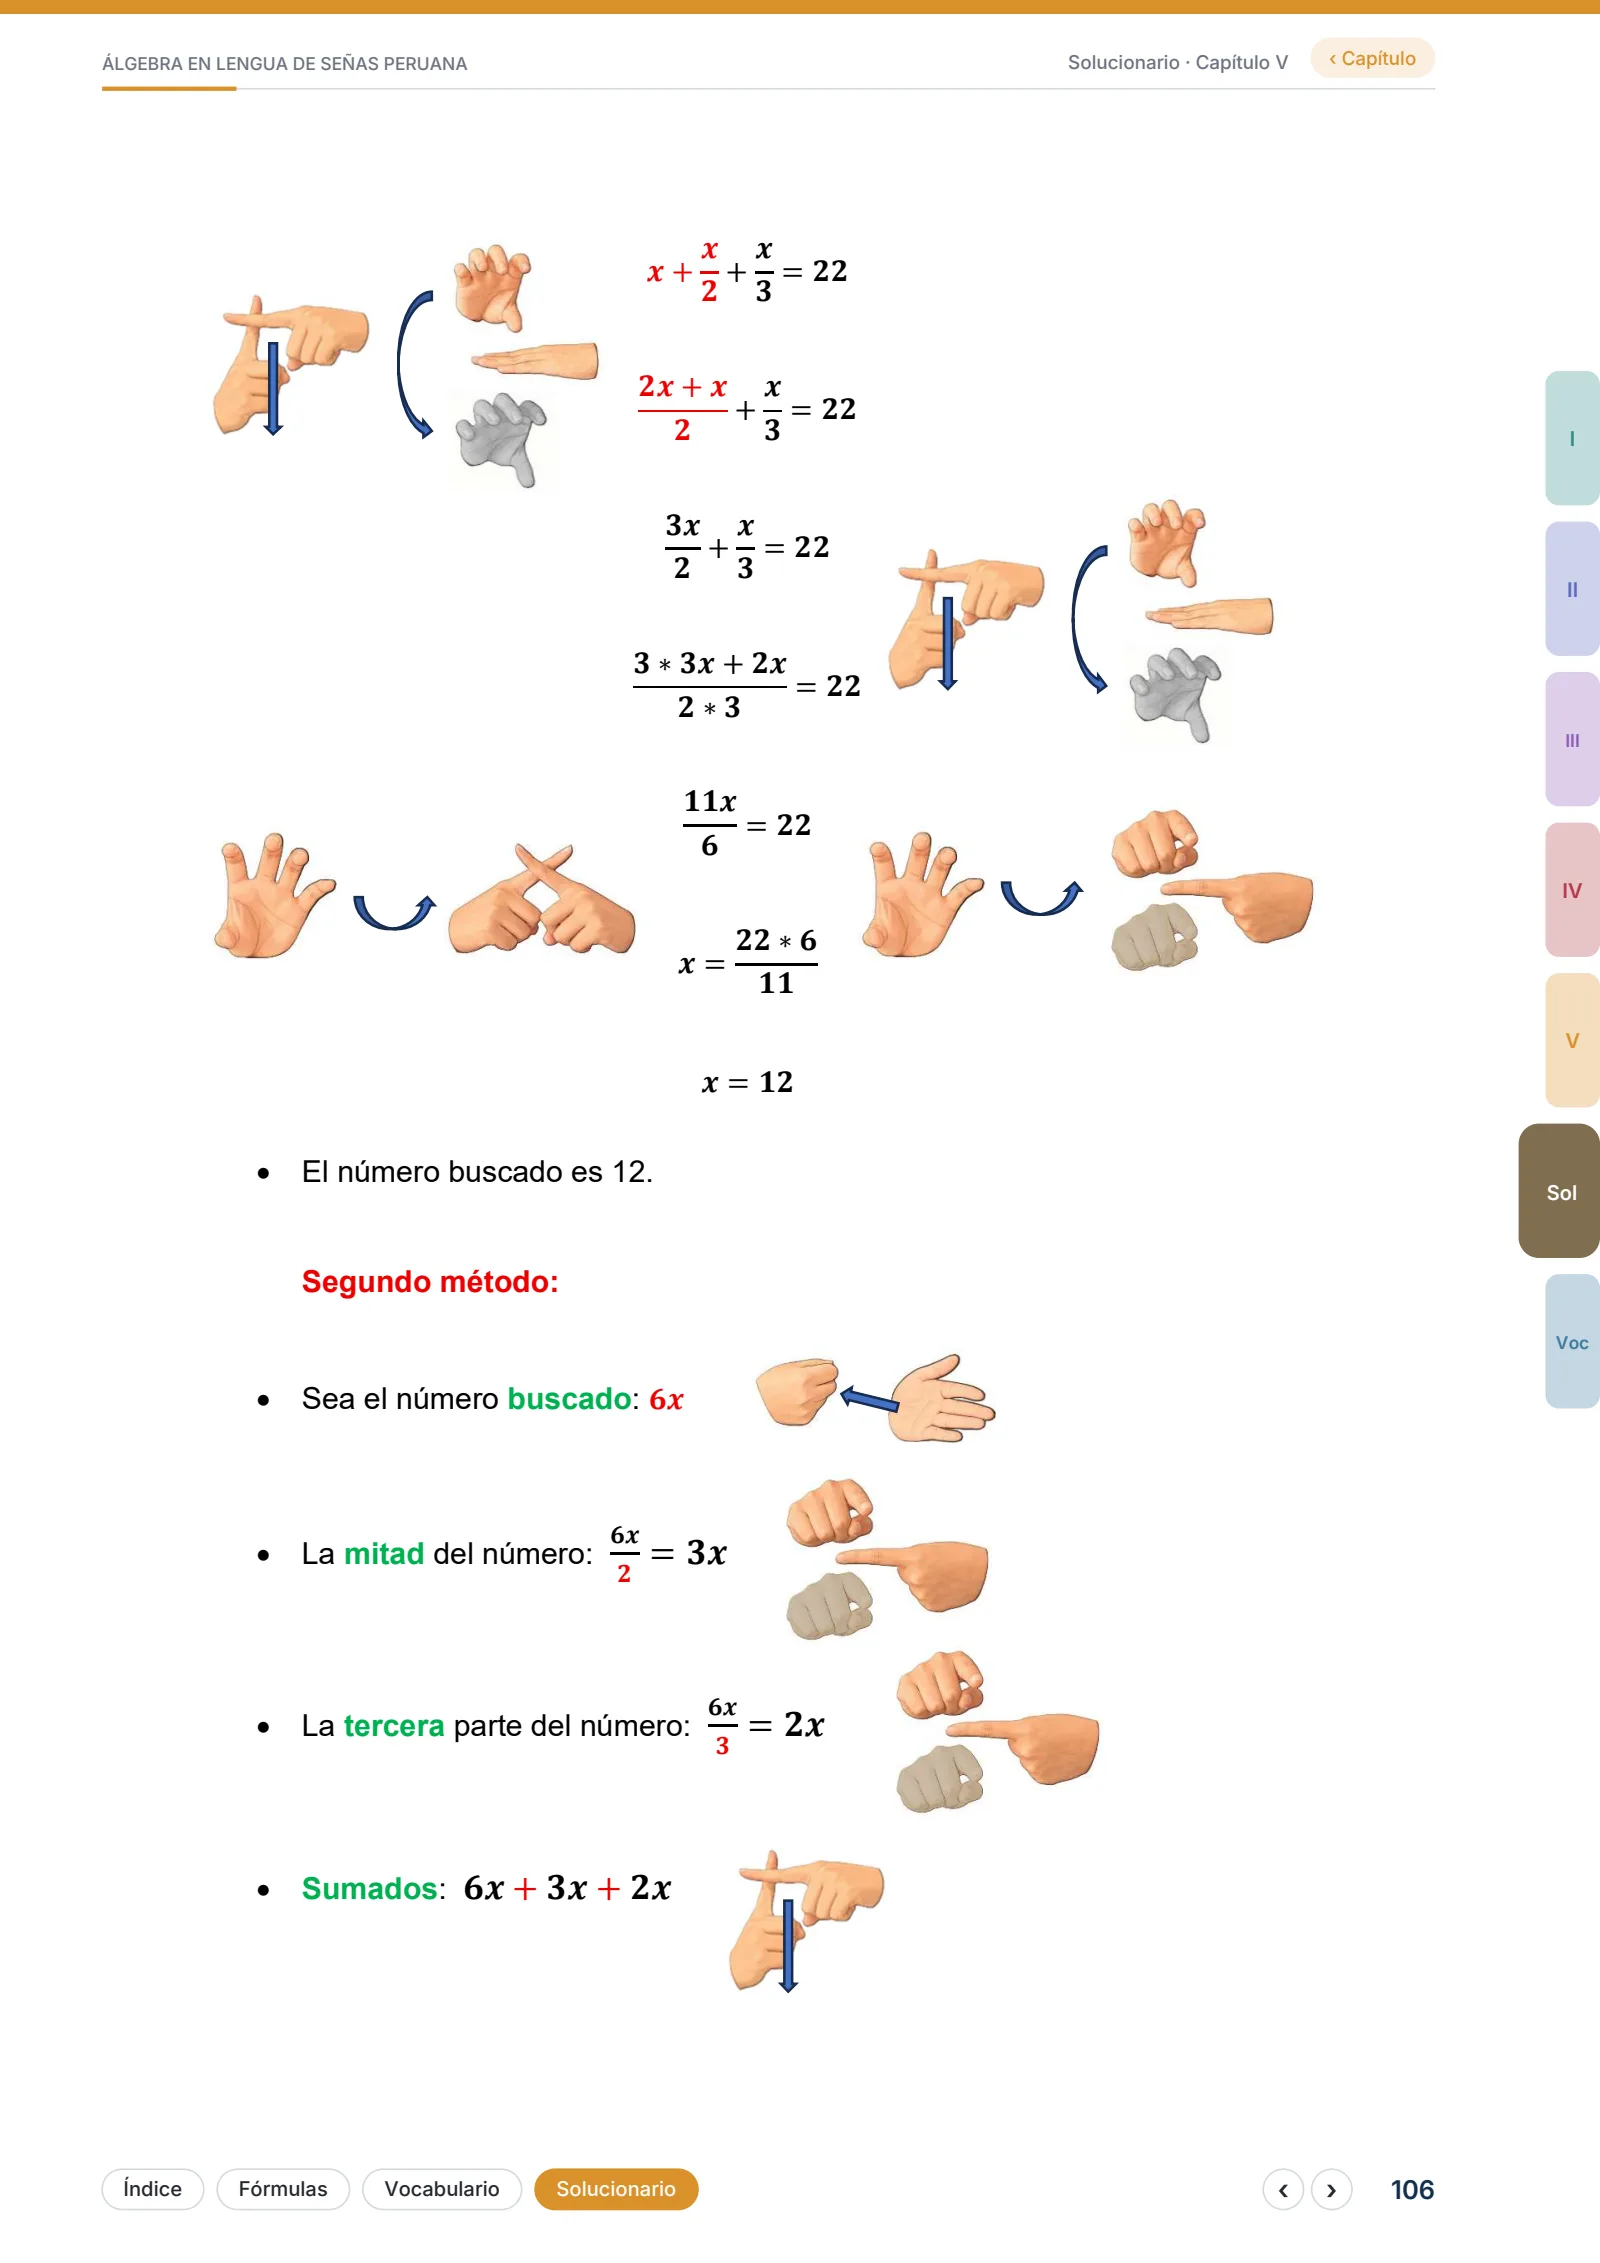 ÁLGEBRA EN LENGUA DE SEÑAS PERUANA
Solucionario · Capítulo V
‹ Capítulo
x + x/2 + x/3 = 22
(2x + x)/2 + x/3 = 22
3x/2 + x/3 = 22
(3 * 3x + 2x)/(2 * 3) = 22
11x/6 = 22
x = (22 * 6)/11
x = 12
• El número buscado es 12.
Segundo método:
• Sea el número buscado: 6x
• La mitad del número: 6x/2 = 3x
• La tercera parte del número: 6x/3 = 2x
• Sumados: 6x + 3x + 2x
I
II
III
IV
V
Sol
Voc
Índice
Fórmulas
Vocabulario
Solucionario
‹ ›
106